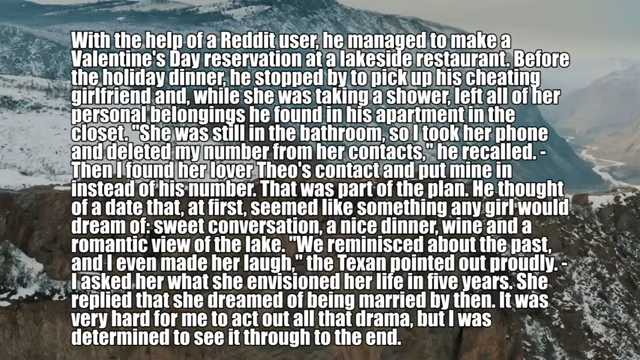 With the help of a Reddit user, he managed to make a
Valentine's Day reservation at a lakeside restaurant. Before
the holiday dinner, he stopped by to pick up his cheating
girlfriend and, while she was taking a shower, left all of her
personal belongings he found in his apartment in the
closet. "She was still in the bathroom, so I took her phone
and deleted my number from her contacts," he recalled. -
Then I found her lover Theo's contact and put mine in
instead of his number. That was part of the plan. He thought
of a date that, at first, seemed like something any girl would
dream of: sweet conversation, a nice dinner, wine and a
romantic view of the lake. "We reminisced about the past,
and I even made her laugh," the Texan pointed out proudly. -
I asked her what she envisioned her life in five years. She
replied that she dreamed of being married by then. It was
very hard for me to act out all that drama, but I was
determined to see it through to the end.